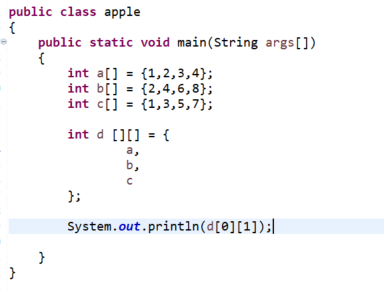 public class apple
{
public static void main(String args[])
{
int a[] = {1,2,3,4};
int b[] = {2,4,6,8};
int c[] = {1,3,5,7};
int d [][] = {
a,
b,
c
};
System.out.println(d[0][1]);
}
}